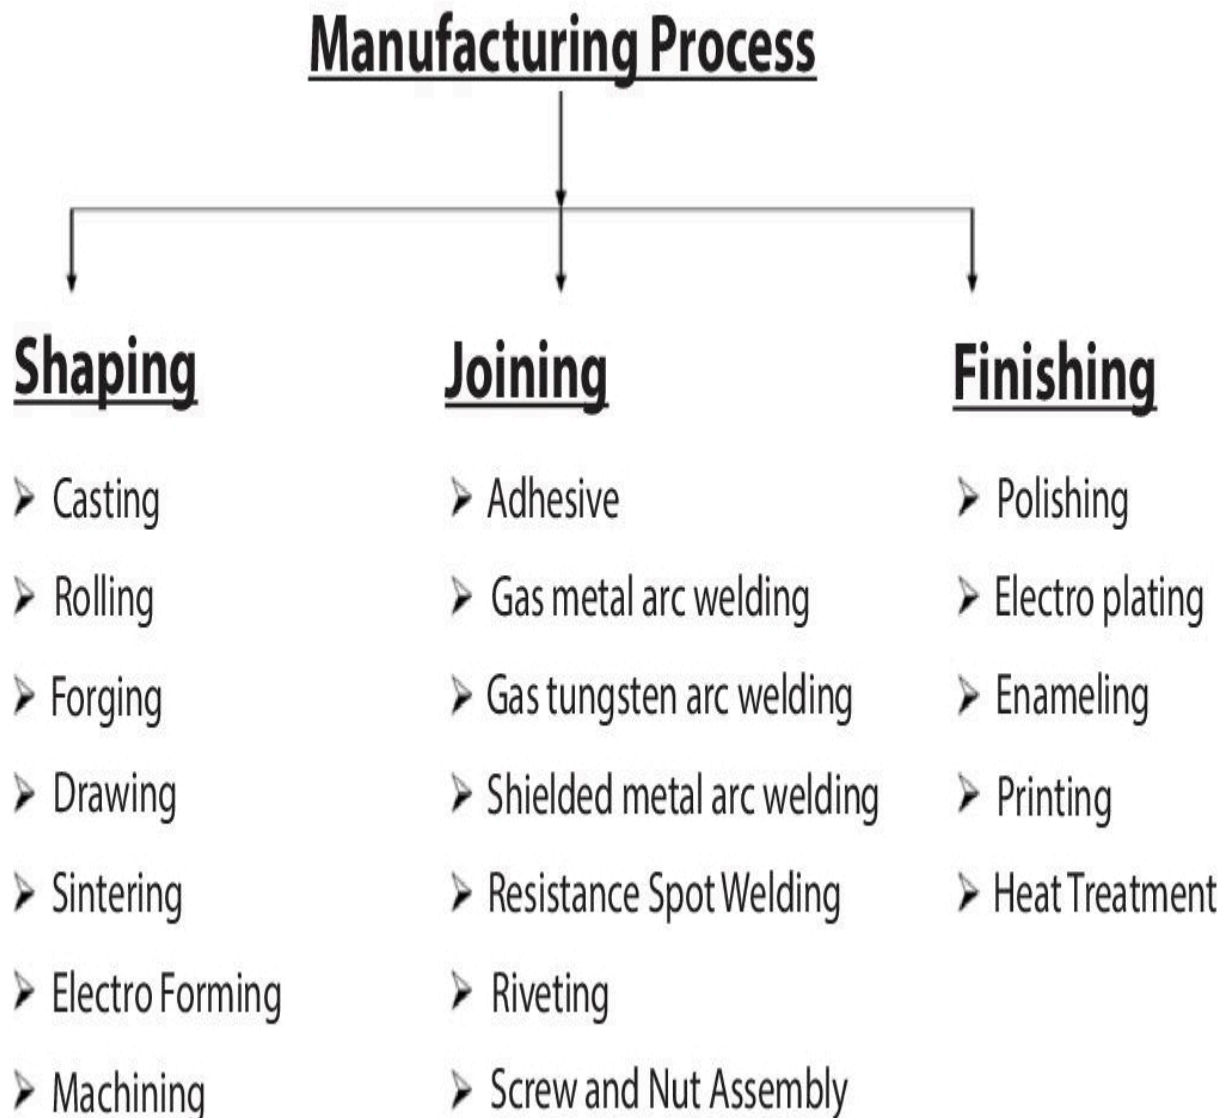 Manufacturing Process
Shaping
Casting
Rolling
Forging
Drawing
Sintering
Electro Forming
Machining
Joining
Adhesive
Gas metal arc welding
Gas tungsten arc welding
Shielded metal arc welding
Resistance Spot Welding
Riveting
Screw and Nut Assembly
Finishing
Polishing
Electro plating
Enameling
Printing
Heat Treatment